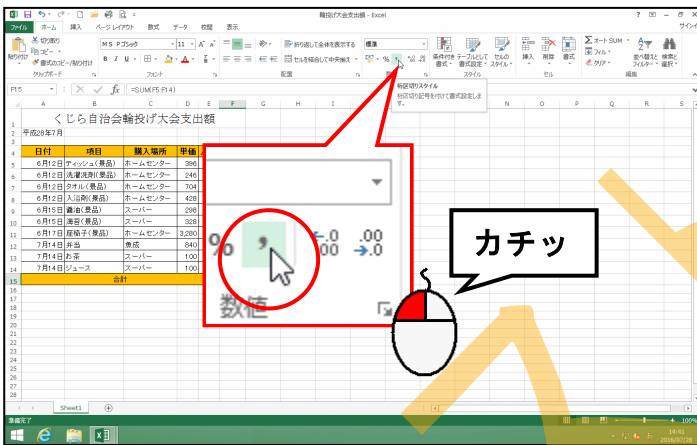 輪投げ大会支出額 - Excel
サイン
ファイル ホーム 挿入 ページ レイアウト 数式 データ 校閲 表示
切り取り
コピー
書式のコピー/貼り付け
貼り付け
クリップボード
ＭＳ Ｐゴシック 11
B I U
フォント
折り返して全体を表示する
セルを結合して中央揃え
配置
標準
%
条件付き書式 テーブルとして書式設定 セルのスタイル
スタイル
挿入 削除 書式
セル
オート SUM
フィル
クリア
並べ替えとフィルター 検索と選択
編集
桁区切りスタイル
桁区切り記号を付けて書式設定します。
F15 =SUM(F5:F14)
A B C D E F G H I N O P Q R S
くじら自治会輪投げ大会支出額
平成28年7月
日付 項目 購入場所 単価
6月12日 ティッシュ(景品) ホームセンター 396
6月12日 洗濯洗剤(景品) ホームセンター 246
6月12日 タオル(景品) ホームセンター 704
6月12日 入浴剤(景品) ホームセンター 428
6月15日 醤油(景品) スーパー 298
6月15日 海苔(景品) スーパー 328
6月17日 座椅子(景品) ホームセンター 3,280
7月14日 弁当 魚成 840
7月14日 お茶 スーパー 100
7月14日 ジュース スーパー 100
合計
% , .0 .00
00 .0
数値
カチッ
Sheet1
準備完了
100%
14:41
2016/07/28